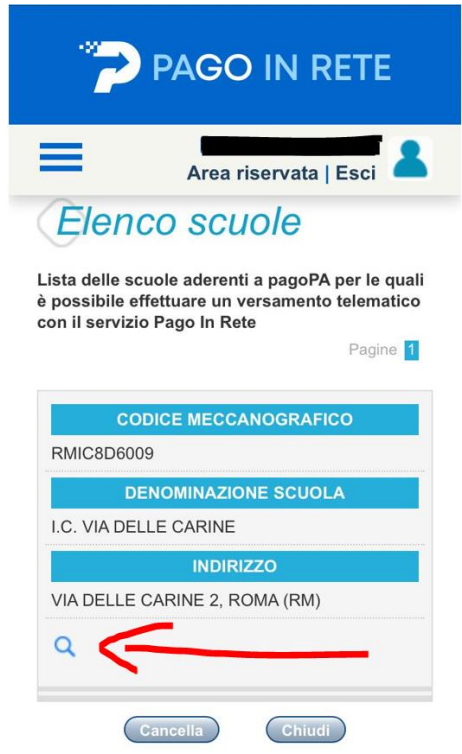 PAGO IN RETE
Area riservata | Esci
Elenco scuole
Lista delle scuole aderenti a pagoPA per le quali
è possibile effettuare un versamento telematico
con il servizio Pago In Rete
Pagine 1
CODICE MECCANOGRAFICO
RMIC8D6009
DENOMINAZIONE SCUOLA
I.C. VIA DELLE CARINE
INDIRIZZO
VIA DELLE CARINE 2, ROMA (RM)
Cancella Chiudi